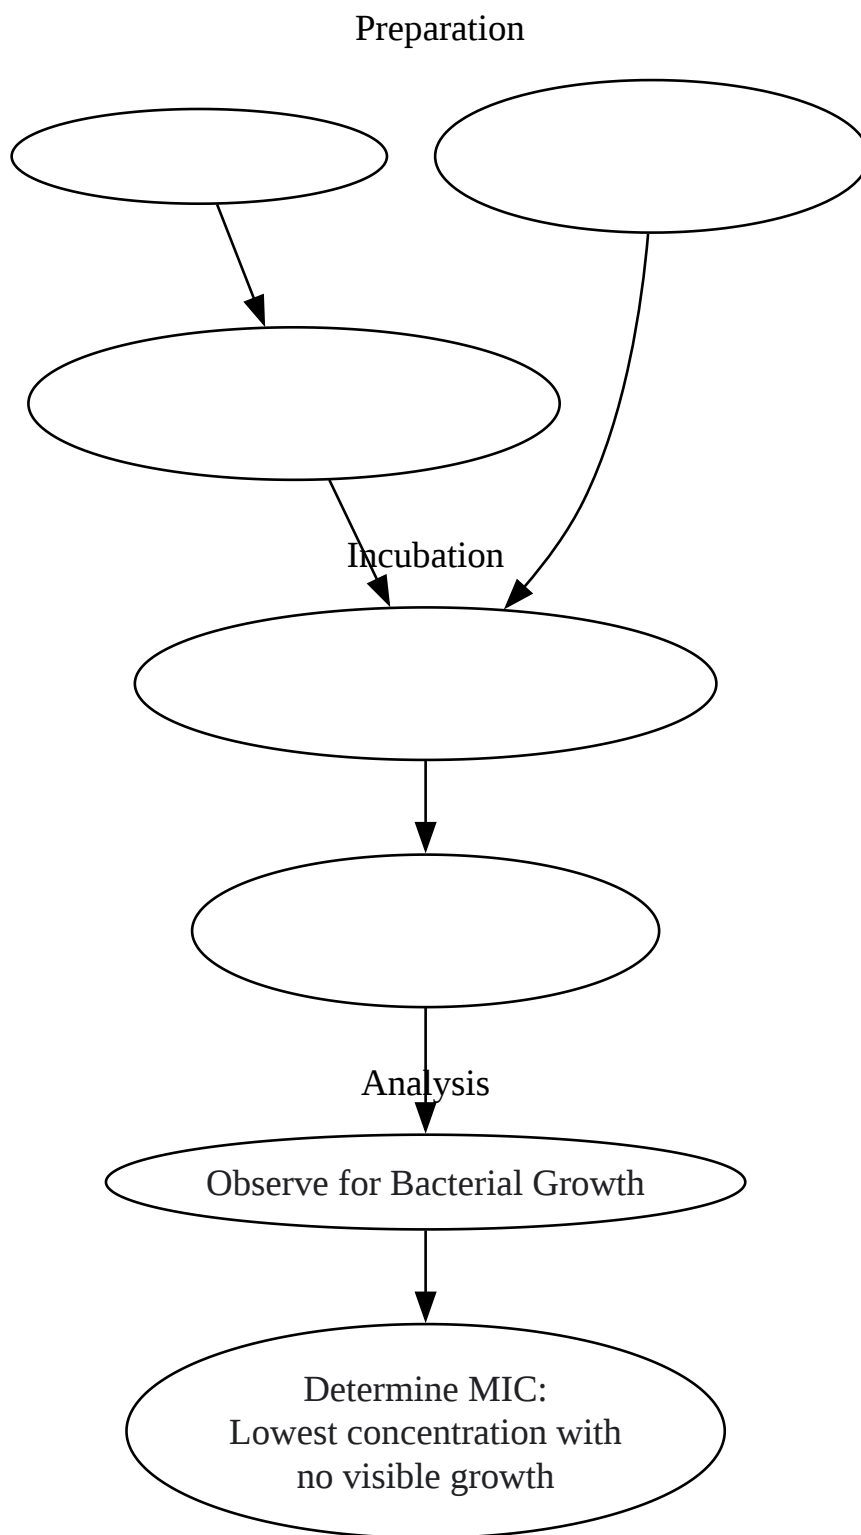 Preparation
Incubation
Analysis
Observe for Bacterial Growth
Determine MIC:
Lowest concentration with
no visible growth